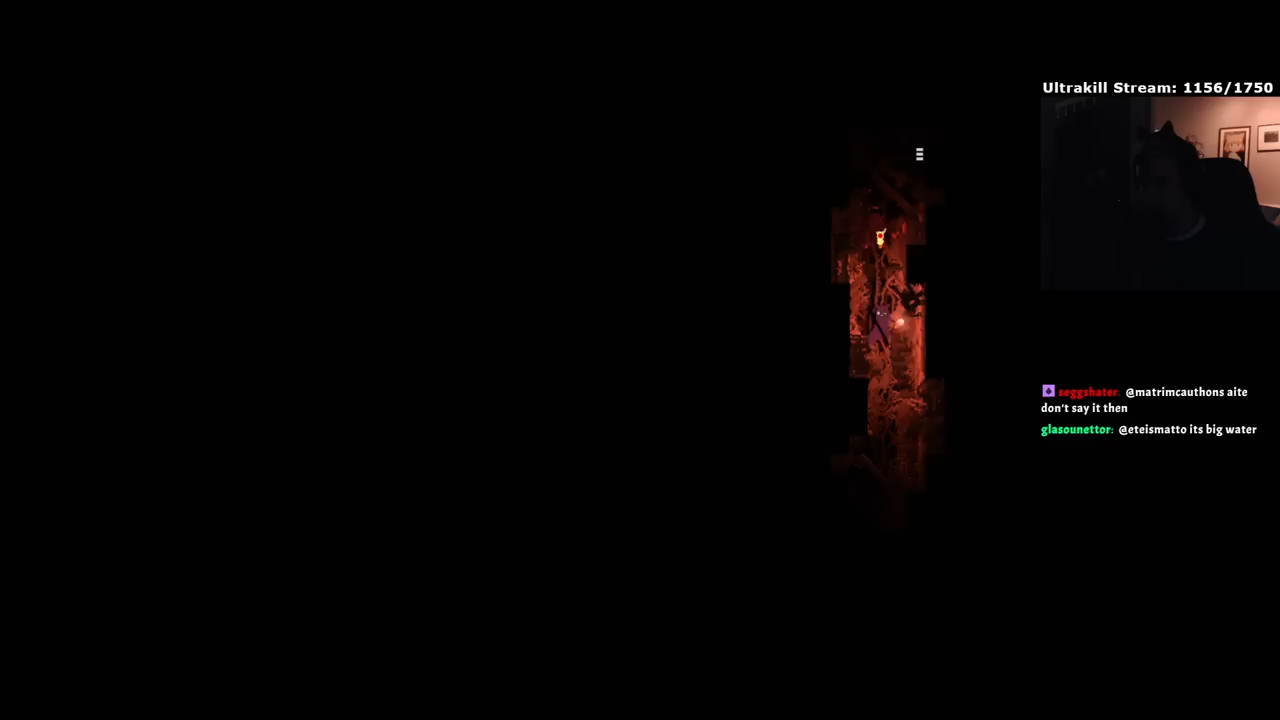 Ultrakill Stream: 1156/1750
seggshater: @matrimcauthons aite
don't say it then
glasounettor: @eteismatto its big water